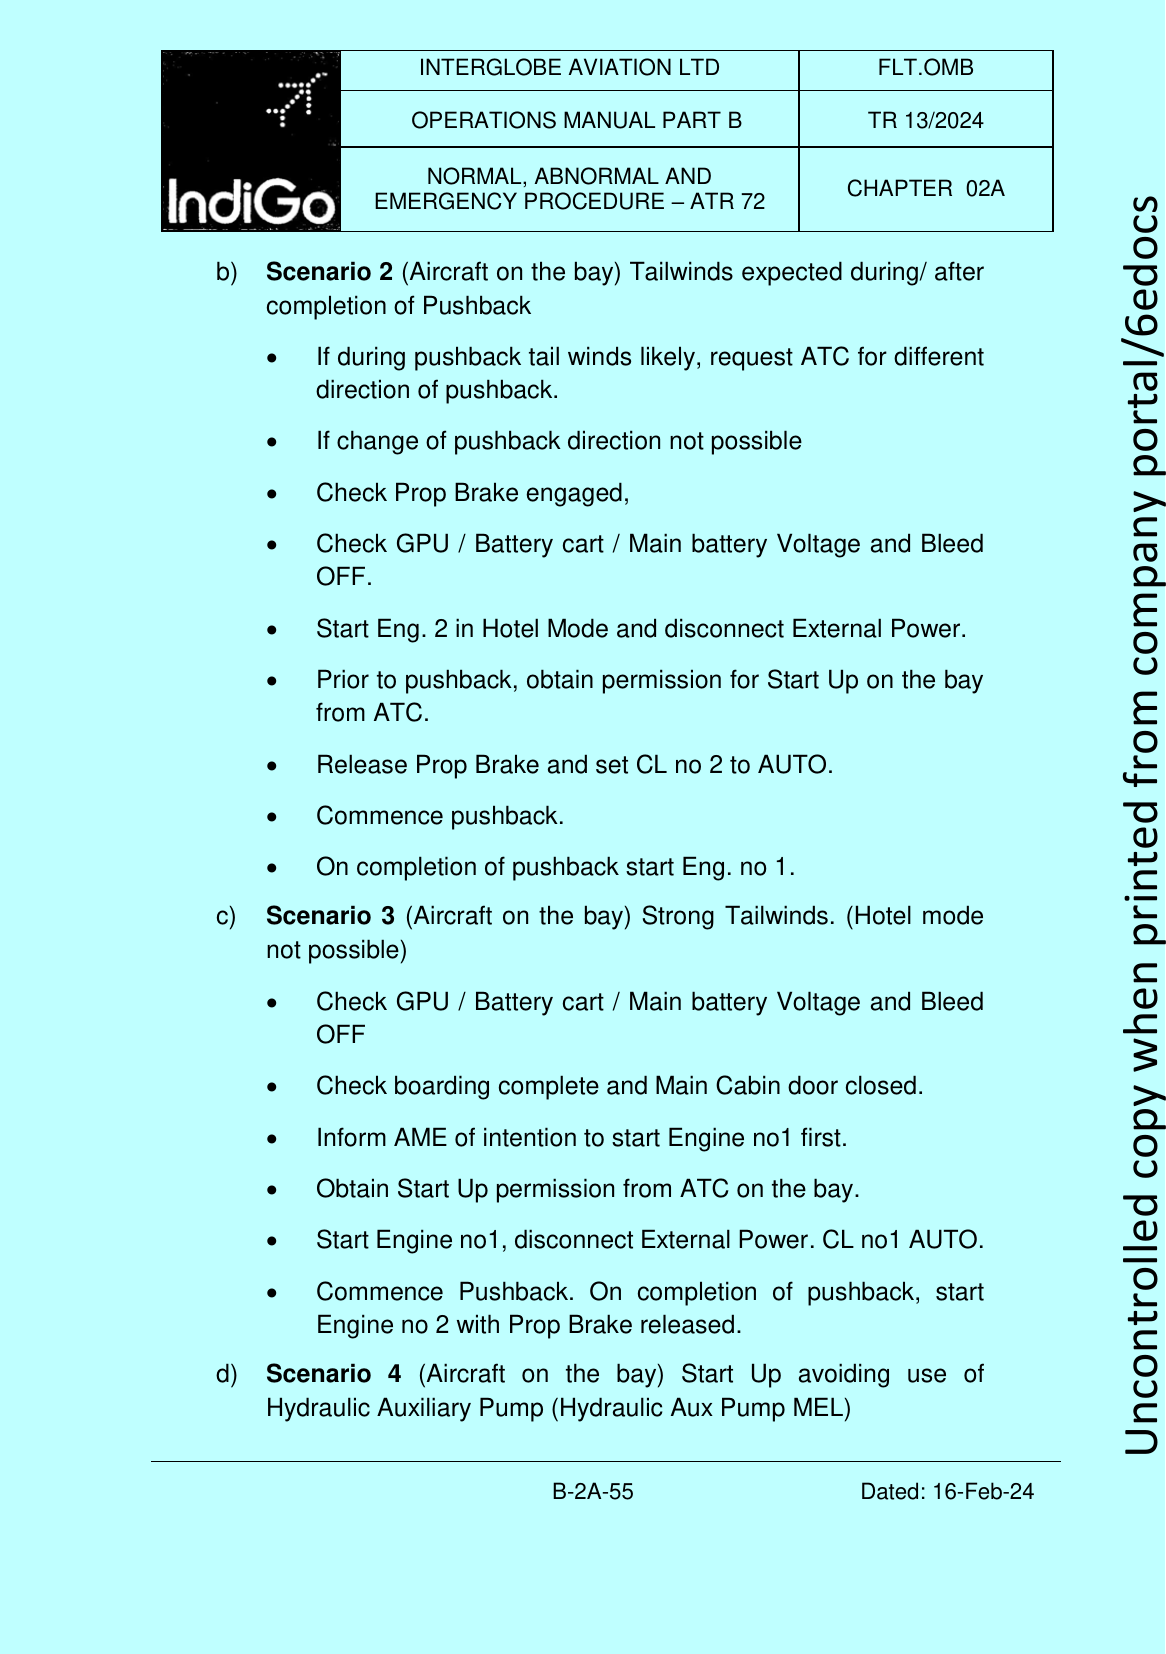 IndiGo
INTERGLOBE AVIATION LTD
FLT.OMB
OPERATIONS MANUAL PART B
TR 13/2024
NORMAL, ABNORMAL AND
EMERGENCY PROCEDURE – ATR 72
CHAPTER 02A
b) Scenario 2 (Aircraft on the bay) Tailwinds expected during/ after
completion of Pushback
• If during pushback tail winds likely, request ATC for different
direction of pushback.
• If change of pushback direction not possible
• Check Prop Brake engaged,
• Check GPU / Battery cart / Main battery Voltage and Bleed
OFF.
• Start Eng. 2 in Hotel Mode and disconnect External Power.
• Prior to pushback, obtain permission for Start Up on the bay
from ATC.
• Release Prop Brake and set CL no 2 to AUTO.
• Commence pushback.
• On completion of pushback start Eng. no 1.
c) Scenario 3 (Aircraft on the bay) Strong Tailwinds. (Hotel mode
not possible)
• Check GPU / Battery cart / Main battery Voltage and Bleed
OFF
• Check boarding complete and Main Cabin door closed.
• Inform AME of intention to start Engine no1 first.
• Obtain Start Up permission from ATC on the bay.
• Start Engine no1, disconnect External Power. CL no1 AUTO.
• Commence Pushback. On completion of pushback, start
Engine no 2 with Prop Brake released.
d) Scenario 4 (Aircraft on the bay) Start Up avoiding use of
Hydraulic Auxiliary Pump (Hydraulic Aux Pump MEL)
B-2A-55
Dated: 16-Feb-24
Uncontrolled copy when printed from company portal/6edocs